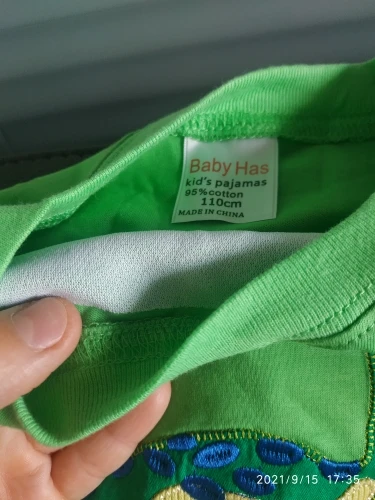 Baby Has
kid's pajamas
95%cotton
110cm
MADE IN CHINA
2021/9/15 17:35